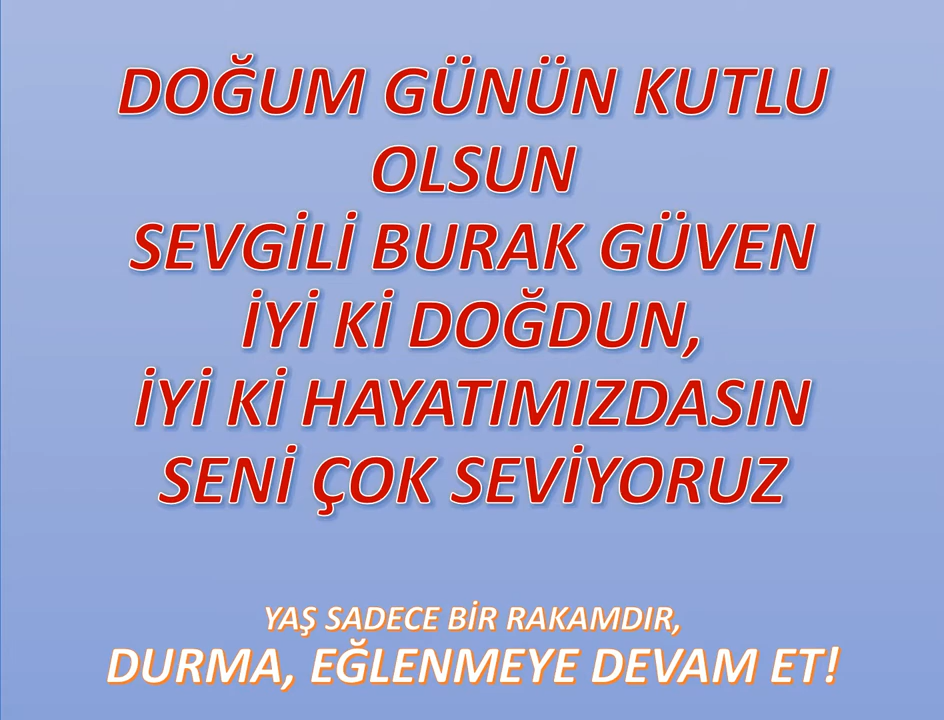 DOĞUM GÜNÜN KUTLU
OLSUN
SEVGİLİ BURAK GÜVEN
İYİ Kİ DOĞDUN,
İYİ Kİ HAYATIMIZDASIN
SENİ ÇOK SEVİYORUZ
YAŞ SADECE BİR RAKAMDIR,
DURMA, EĞLENMEYE DEVAM ET!